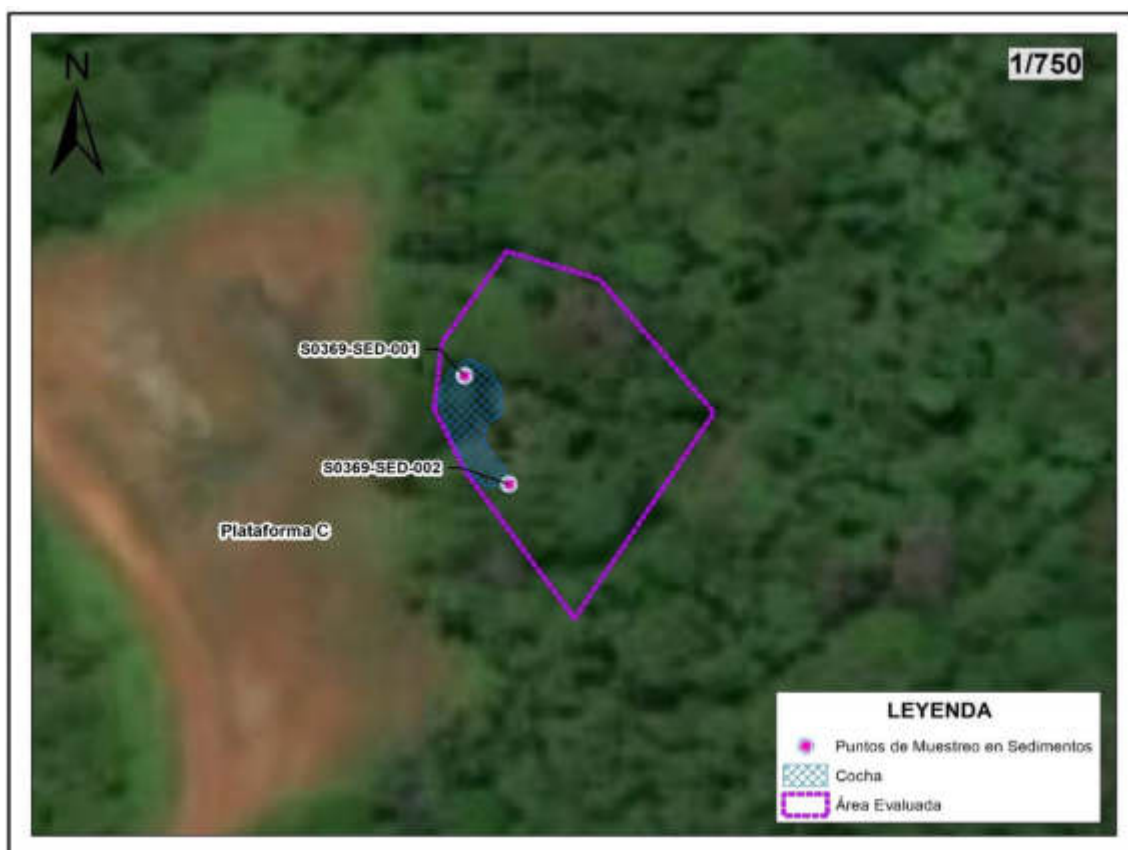 N
1/750
S0369-SED-001
S0369-SED-002
Plataforma C
LEYENDA
Puntos de Muestreo en Sedimentos
Cocha
Área Evaluada